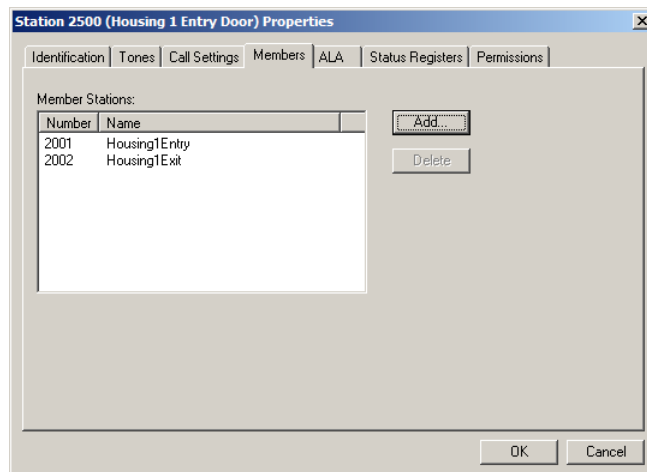 Station 2500 (Housing 1 Entry Door) Properties
Identification Tones Call Settings Members ALA Status Registers Permissions
Member Stations:
Number Name
Add...
2001 Housing1Entry
2002 Housing1Exit
Delete
OK Cancel